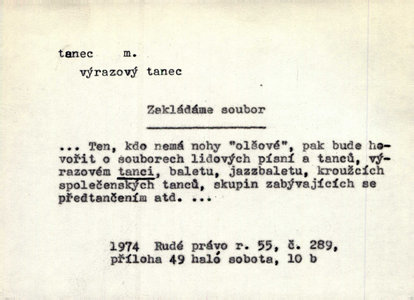 tanec m.
výrazový tanec
Zakládáme soubor
... Ten, kdo nemá nohy "olšové", pak bude ho-
vořit o souborech lidových písní a tanců, vý-
razovém tanci, baletu, jazzbaletu, kroužcích
společenských tanců, skupin zabývajících se
předtančením atd. ...
1974 Rudé právo r. 55, č. 289,
příloha 49 haló sobota, 10 b